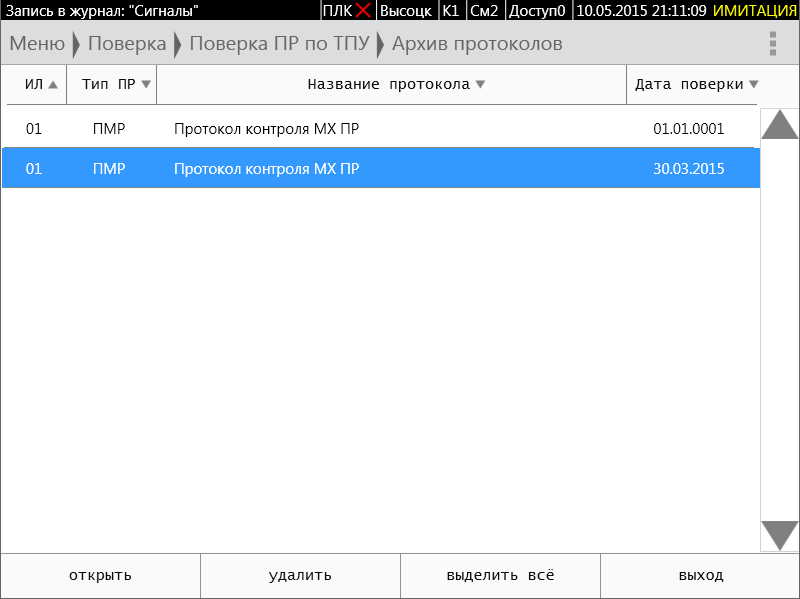 Запись в журнал: "Сигналы" ПЛК Высоцк К1 См2 Доступ0 10.05.2015 21:11:09 ИМИТАЦИЯ
Меню Поверка Поверка ПР по ТПУ Архив протоколов
ИЛ Тип ПР Название протокола Дата поверки
01 ПМР Протокол контроля МХ ПР 01.01.0001
01 ПМР Протокол контроля МХ ПР 30.03.2015
открыть удалить выделить всё выход